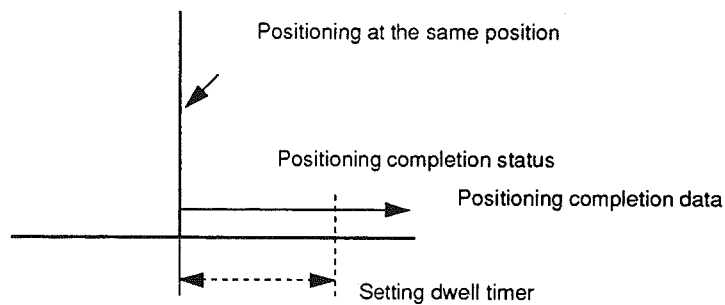 Positioning at the same position
Positioning completion status
Positioning completion data
Setting dwell timer